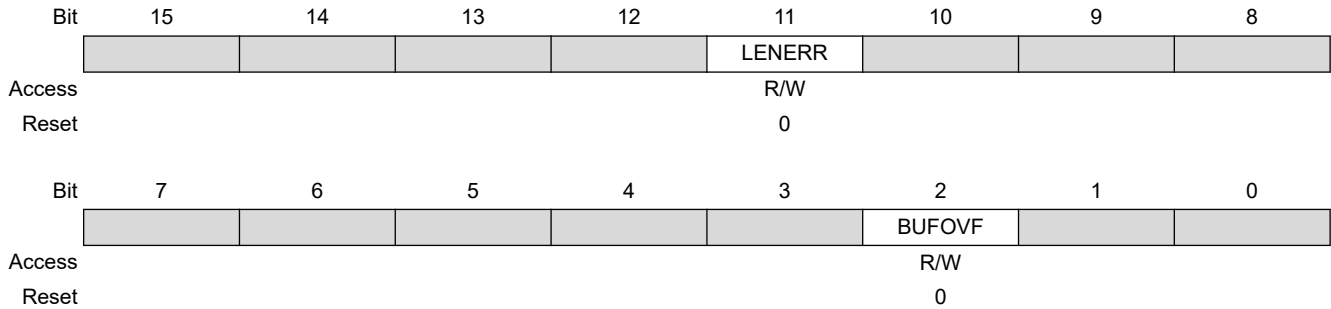 Bit 15 14 13 12 11 10 9 8
LENERR
Access R/W
Reset 0
Bit 7 6 5 4 3 2 1 0
BUFOVF
Access R/W
Reset 0